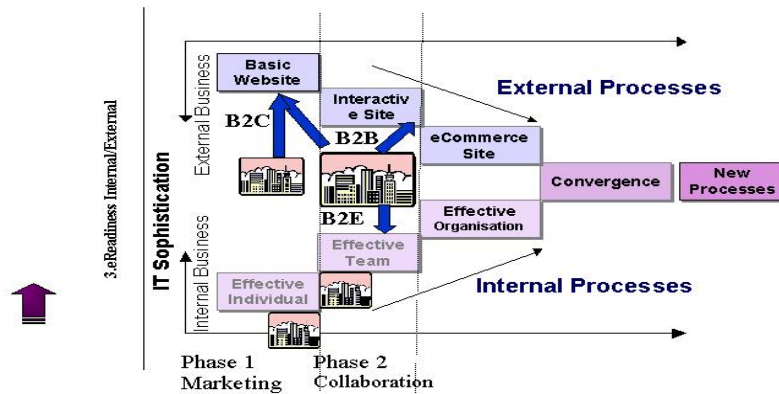 3.eReadiness Internal/External
IT Sophistication
External Business
Internal Business
Basic
Website
External Processes
Interactiv
e Site
B2C
B2B
eCommerce
Site
Convergence
New
Processes
B2E
Effective
Organisation
Effective
Team
Effective
Individual
Internal Processes
Phase 1
Marketing
Phase 2
Collaboration